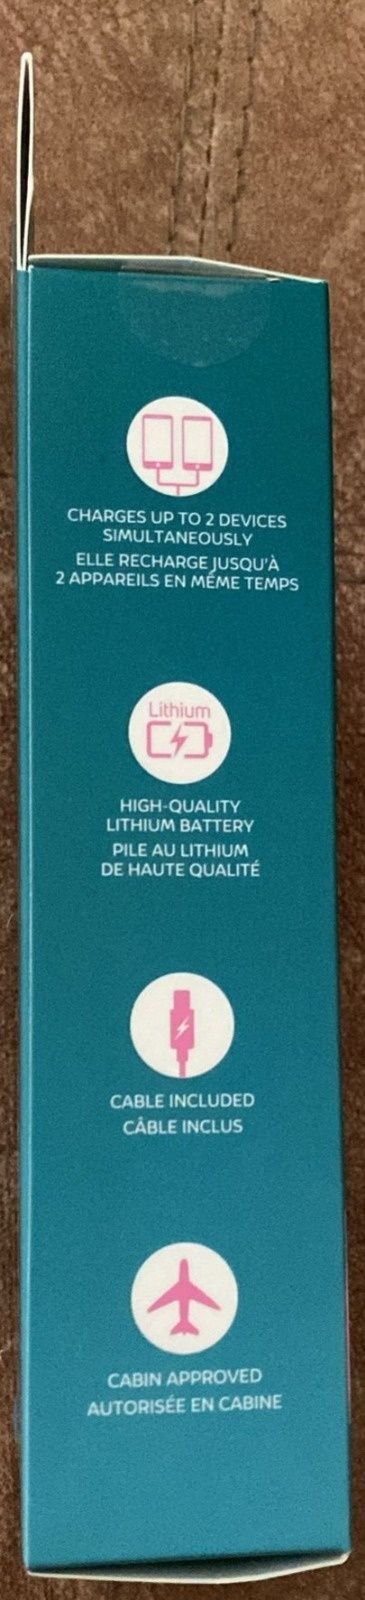 CHARGES UP TO 2 DEVICES
SIMULTANEOUSLY
ELLE RECHARGE JUSQU'À
2 APPAREILS EN MÊME TEMPS
Lithium
HIGH-QUALITY
LITHIUM BATTERY
PILE AU LITHIUM
DE HAUTE QUALITÉ
CABLE INCLUDED
CÂBLE INCLUS
CABIN APPROVED
AUTORISÉE EN CABINE